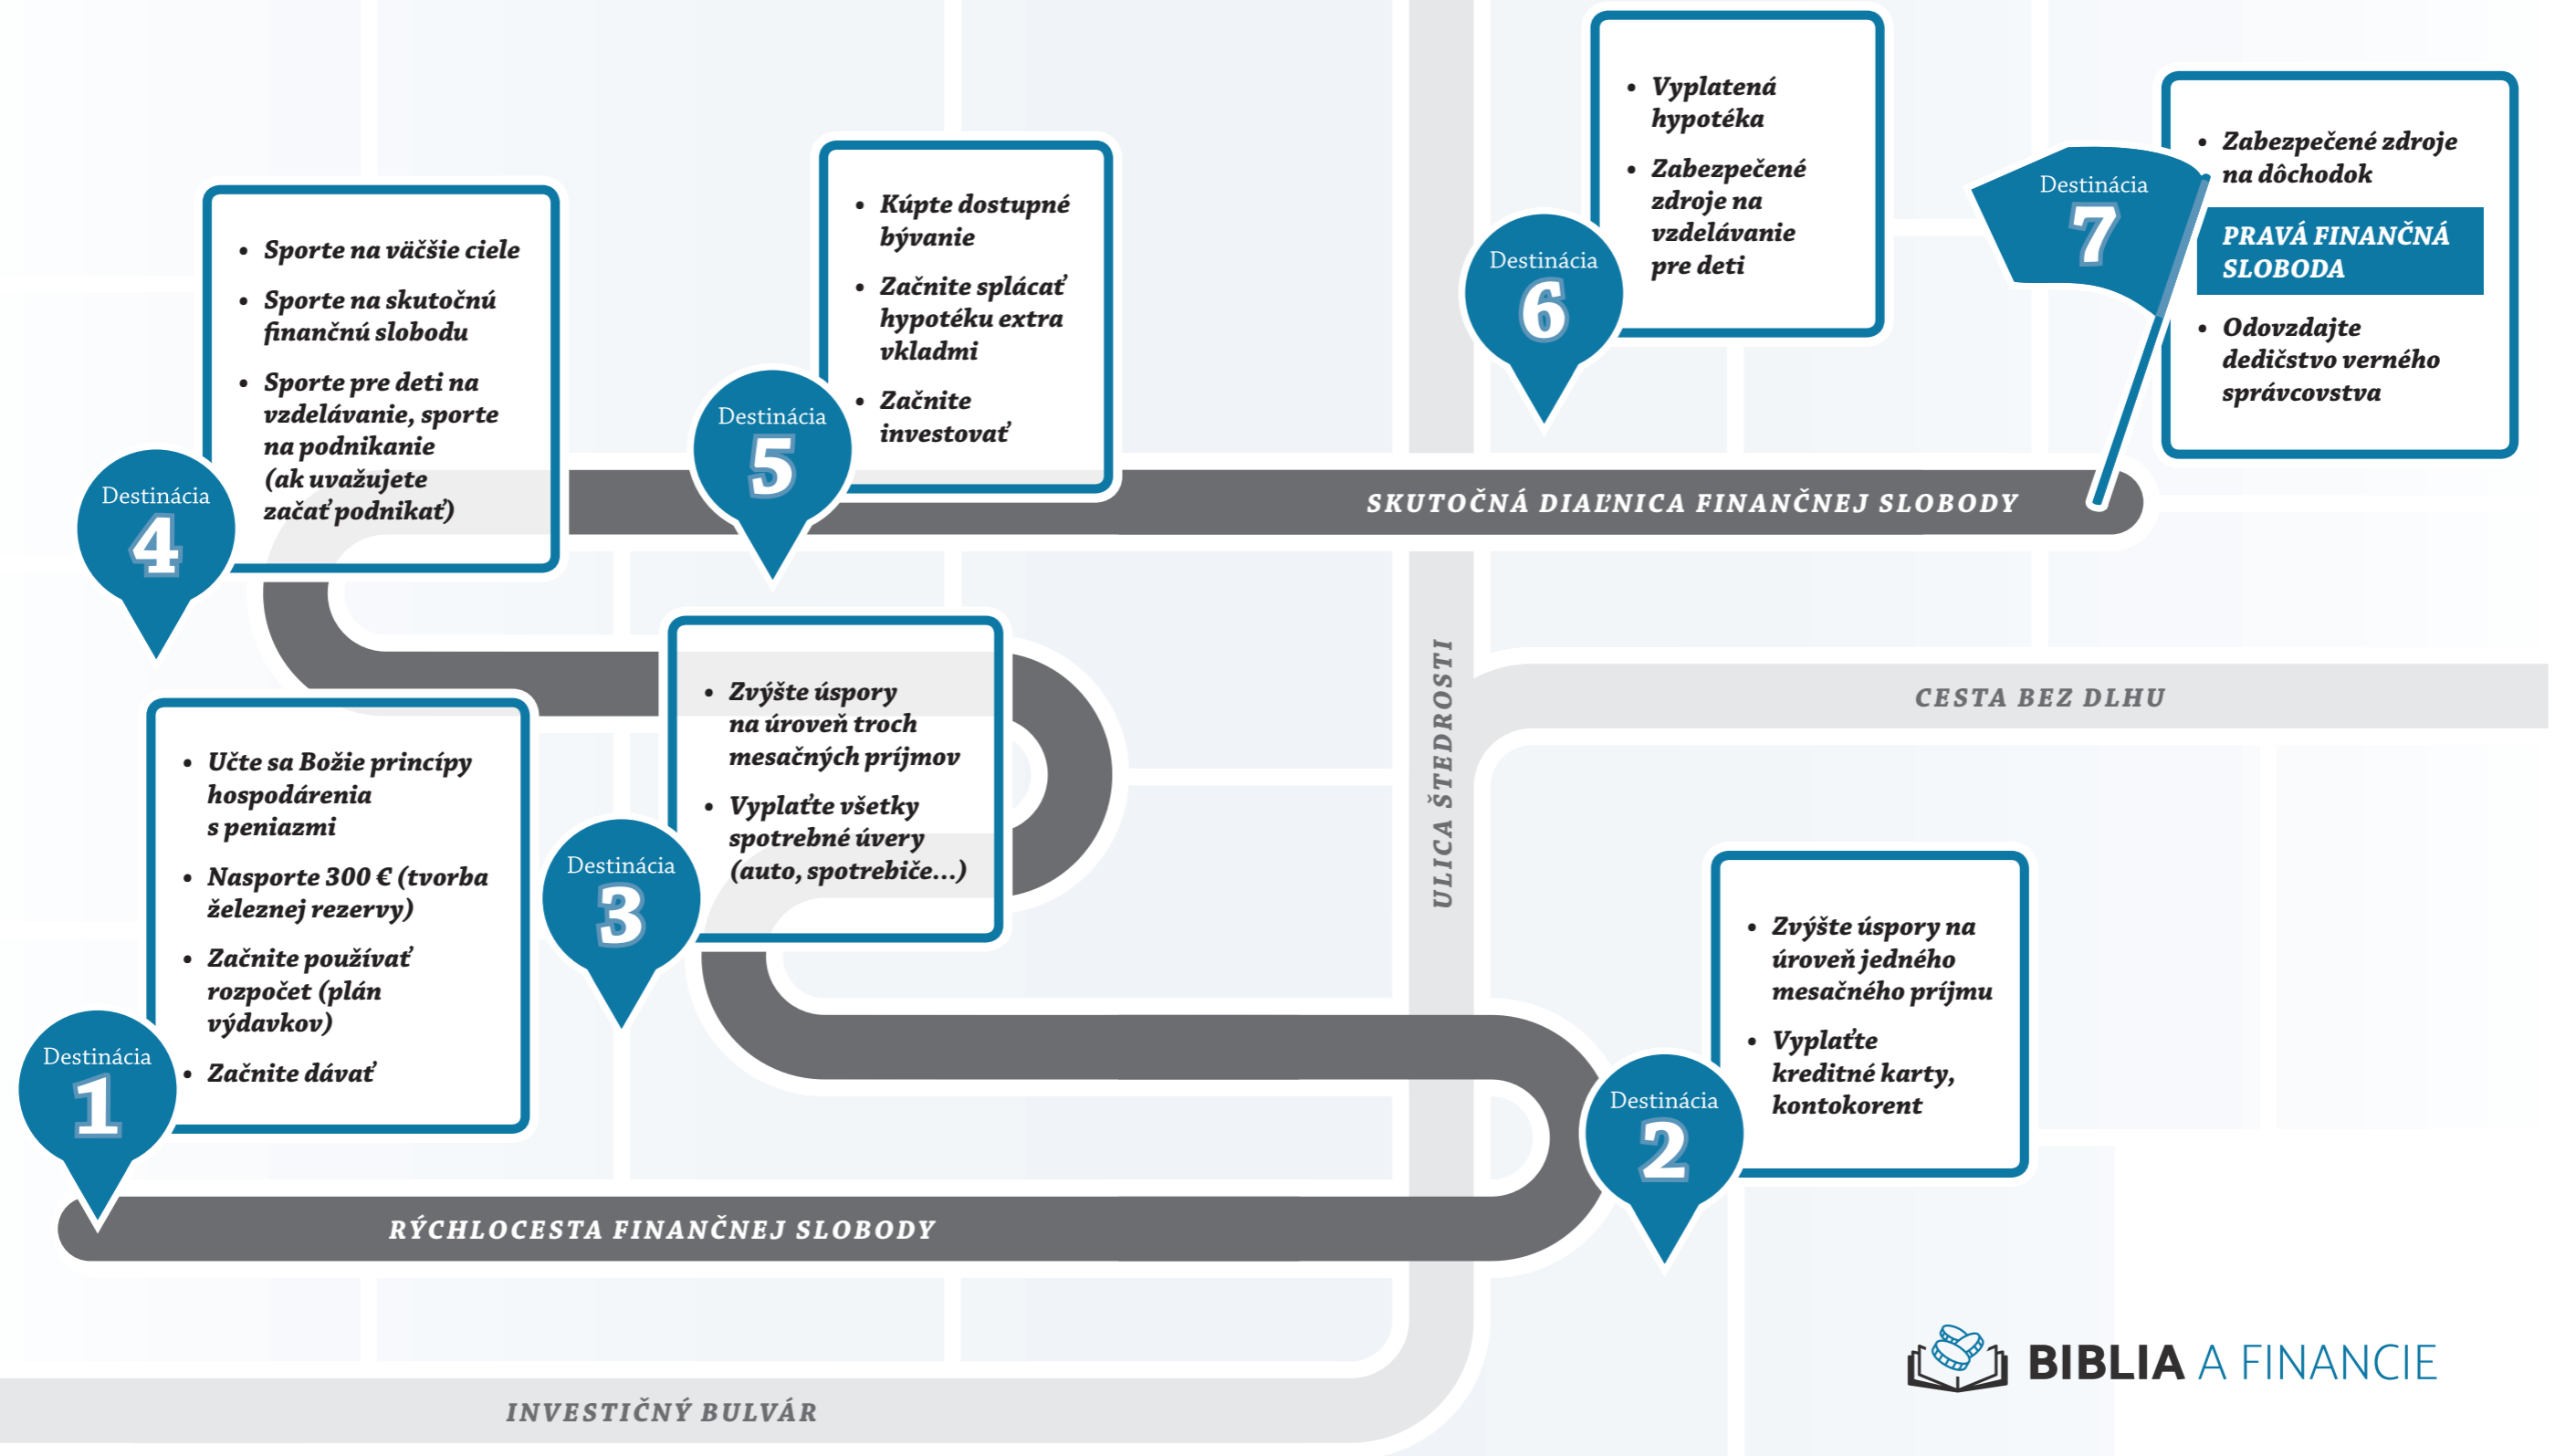 Destinácia
1
• Učte sa Božie princípy
hospodárenia
s peniazmi
• Nasporte 300 € (tvorba
železnej rezervy)
• Začnite používať
rozpočet (plán
výdavkov)
• Začnite dávať
RÝCHLOCESTA FINANČNEJ SLOBODY
Destinácia
2
• Zvýšte úspory na
úroveň jedného
mesačného príjmu
• Vyplaťte
kreditné karty,
kontokorent
Destinácia
3
• Zvýšte úspory
na úroveň troch
mesačných príjmov
• Vyplaťte všetky
spotrebné úvery
(auto, spotrebiče...)
Destinácia
4
• Sporte na väčšie ciele
• Sporte na skutočnú
finančnú slobodu
• Sporte pre deti na
vzdelávanie, sporte
na podnikanie
(ak uvažujete
začať podnikať)
Destinácia
5
• Kúpte dostupné
bývanie
• Začnite splácať
hypotéku extra
vkladmi
• Začnite
investovať
SKUTOČNÁ DIAĽNICA FINANČNEJ SLOBODY
Destinácia
6
• Vyplatená
hypotéka
• Zabezpečené
zdroje na
vzdelávanie
pre deti
Destinácia
7
• Zabezpečené zdroje
na dôchodok
PRAVÁ FINANČNÁ
SLOBODA
• Odovzdajte
dedičstvo verného
správcovstva
ULICA ŠTEDROSTI
CESTA BEZ DLHU
INVESTIČNÝ BULVÁR
BIBLIA A FINANCIE